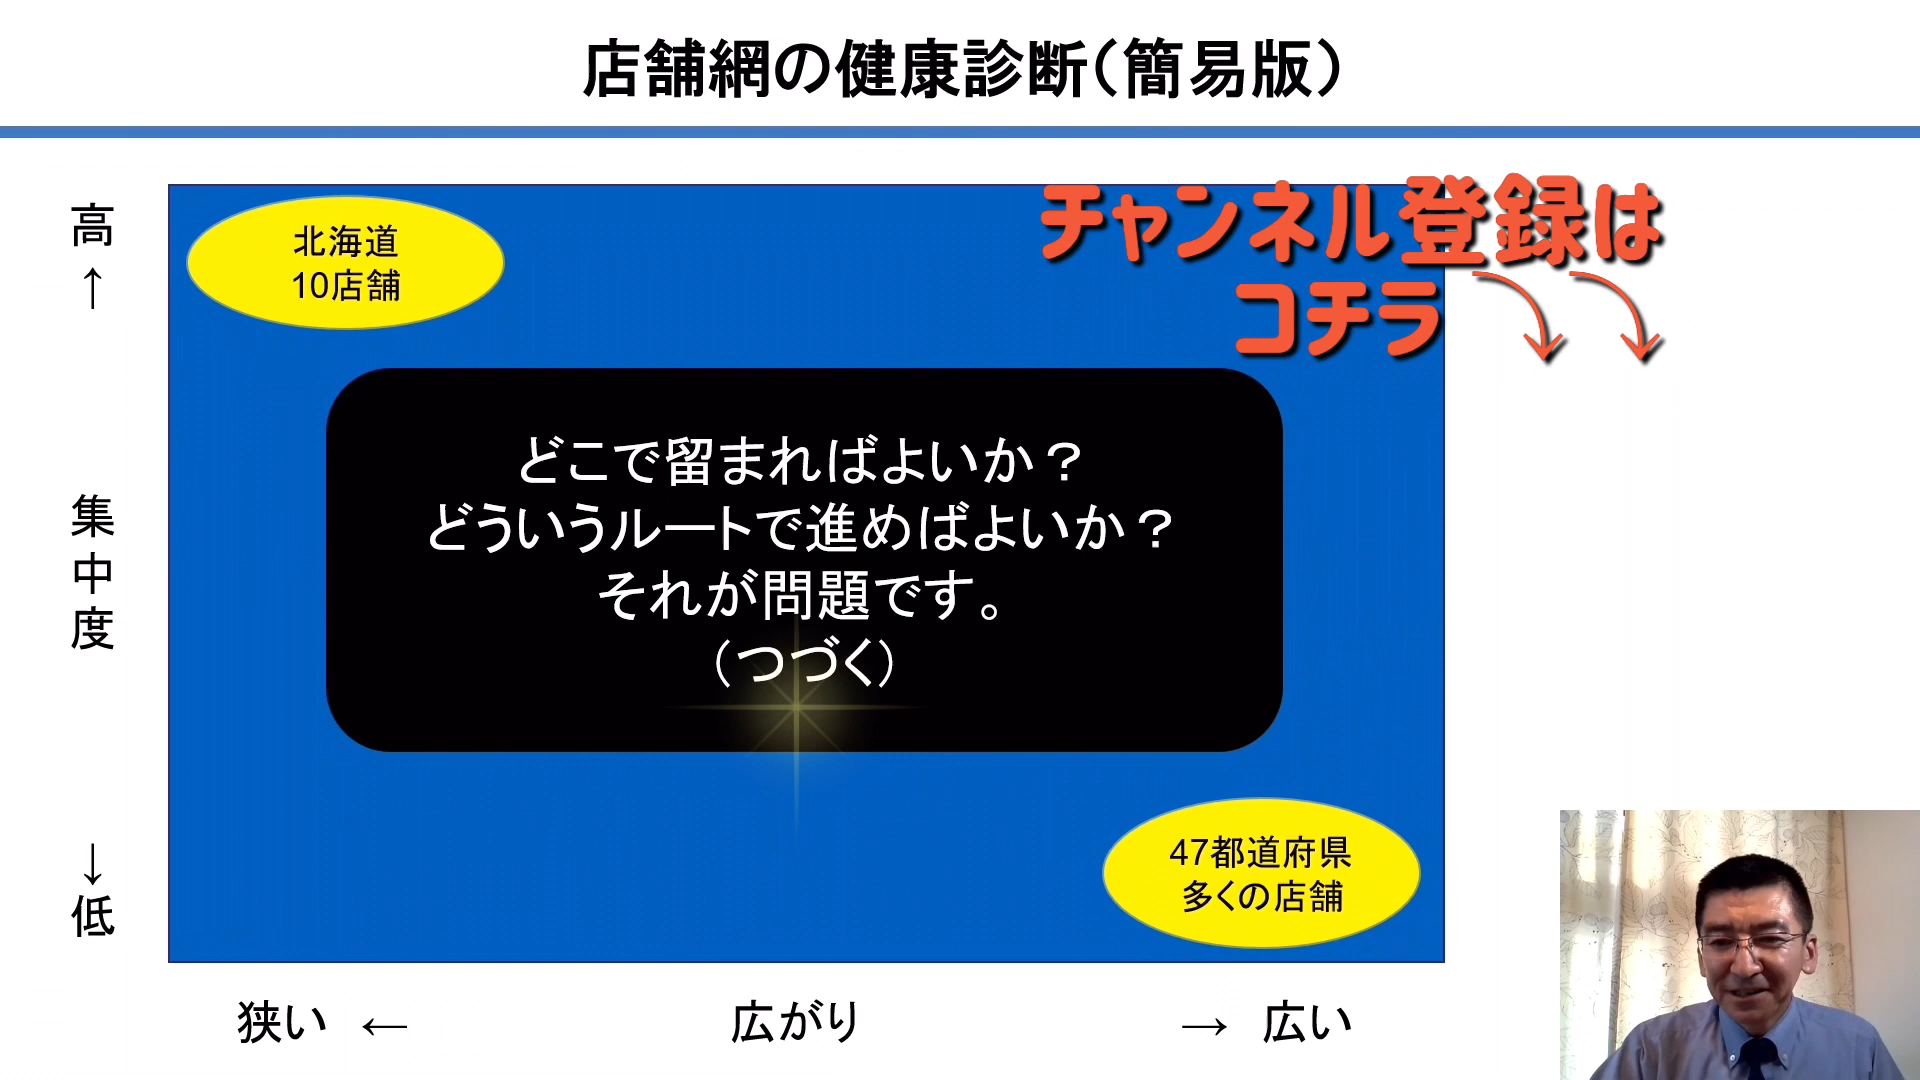 店舗網の健康診断（簡易版）
チャンネル登録は
コチラ
高
↑
集
中
度
↓
低
北海道
10店舗
どこで留まればよいか？
どういうルートで進めばよいか？
それが問題です。
（つづく）
47都道府県
多くの店舗
狭い ← 広がり → 広い